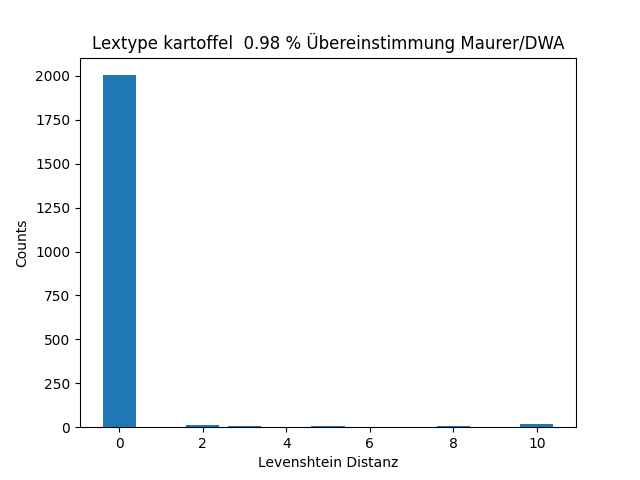 Lextype kartoffel  0.98 % Übereinstimmung Maurer/DWA
2000
1750
1500
1250
1000
750
500
250
0
Counts
0 2 4 6 8 10
Levenshtein Distanz